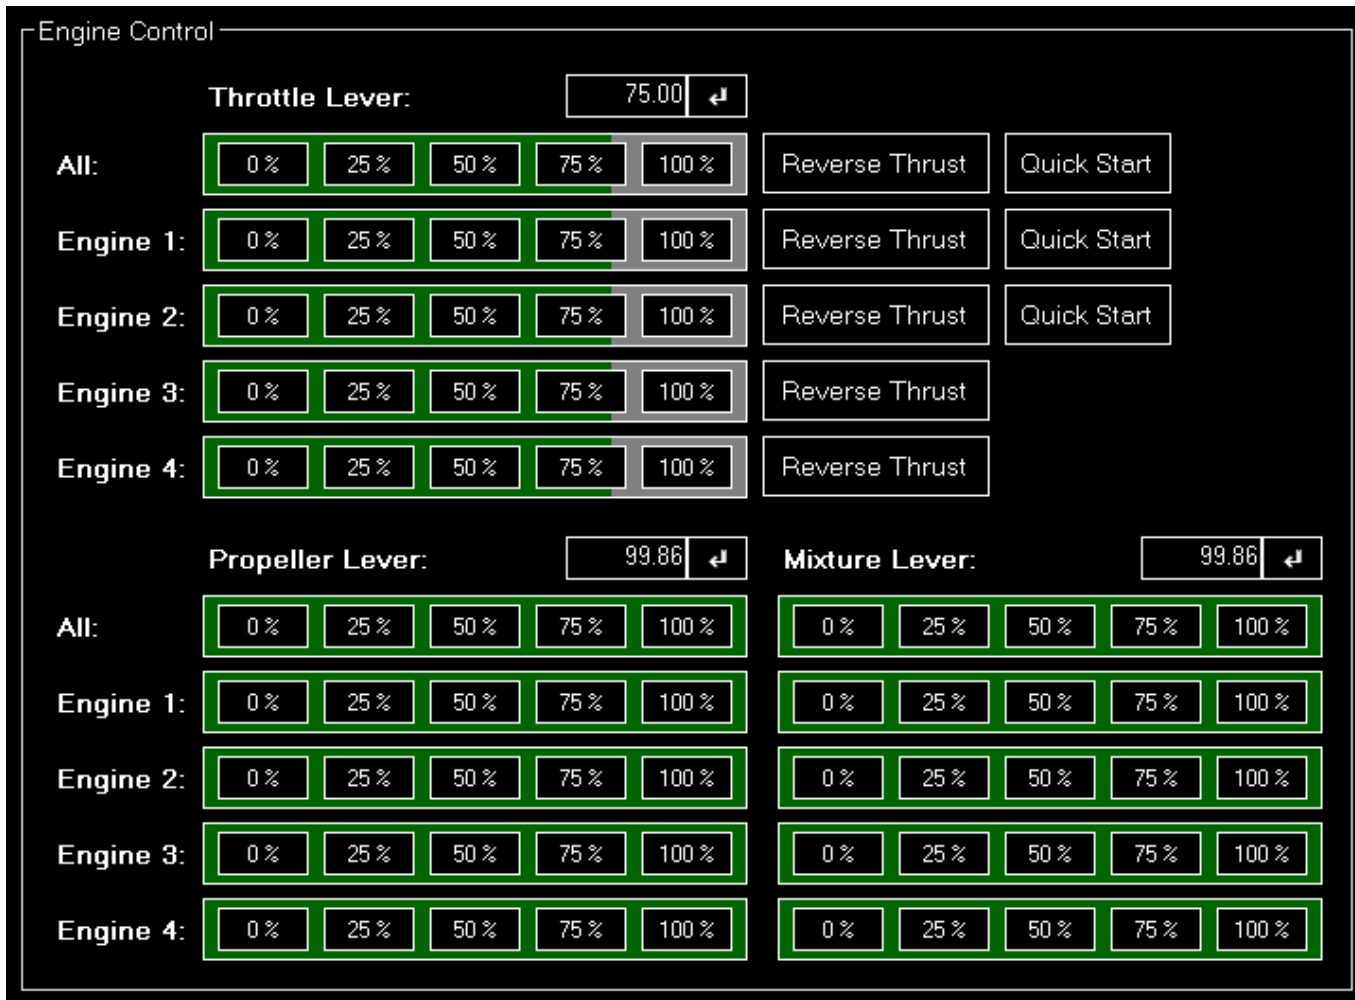 Engine Control
Throttle Lever: 75.00 ↲
All: 0 % 25 % 50 % 75 % 100 % Reverse Thrust Quick Start
Engine 1: 0 % 25 % 50 % 75 % 100 % Reverse Thrust Quick Start
Engine 2: 0 % 25 % 50 % 75 % 100 % Reverse Thrust Quick Start
Engine 3: 0 % 25 % 50 % 75 % 100 % Reverse Thrust
Engine 4: 0 % 25 % 50 % 75 % 100 % Reverse Thrust
Propeller Lever: 99.86 ↲ Mixture Lever: 99.86 ↲
All: 0 % 25 % 50 % 75 % 100 % 0 % 25 % 50 % 75 % 100 %
Engine 1: 0 % 25 % 50 % 75 % 100 % 0 % 25 % 50 % 75 % 100 %
Engine 2: 0 % 25 % 50 % 75 % 100 % 0 % 25 % 50 % 75 % 100 %
Engine 3: 0 % 25 % 50 % 75 % 100 % 0 % 25 % 50 % 75 % 100 %
Engine 4: 0 % 25 % 50 % 75 % 100 % 0 % 25 % 50 % 75 % 100 %